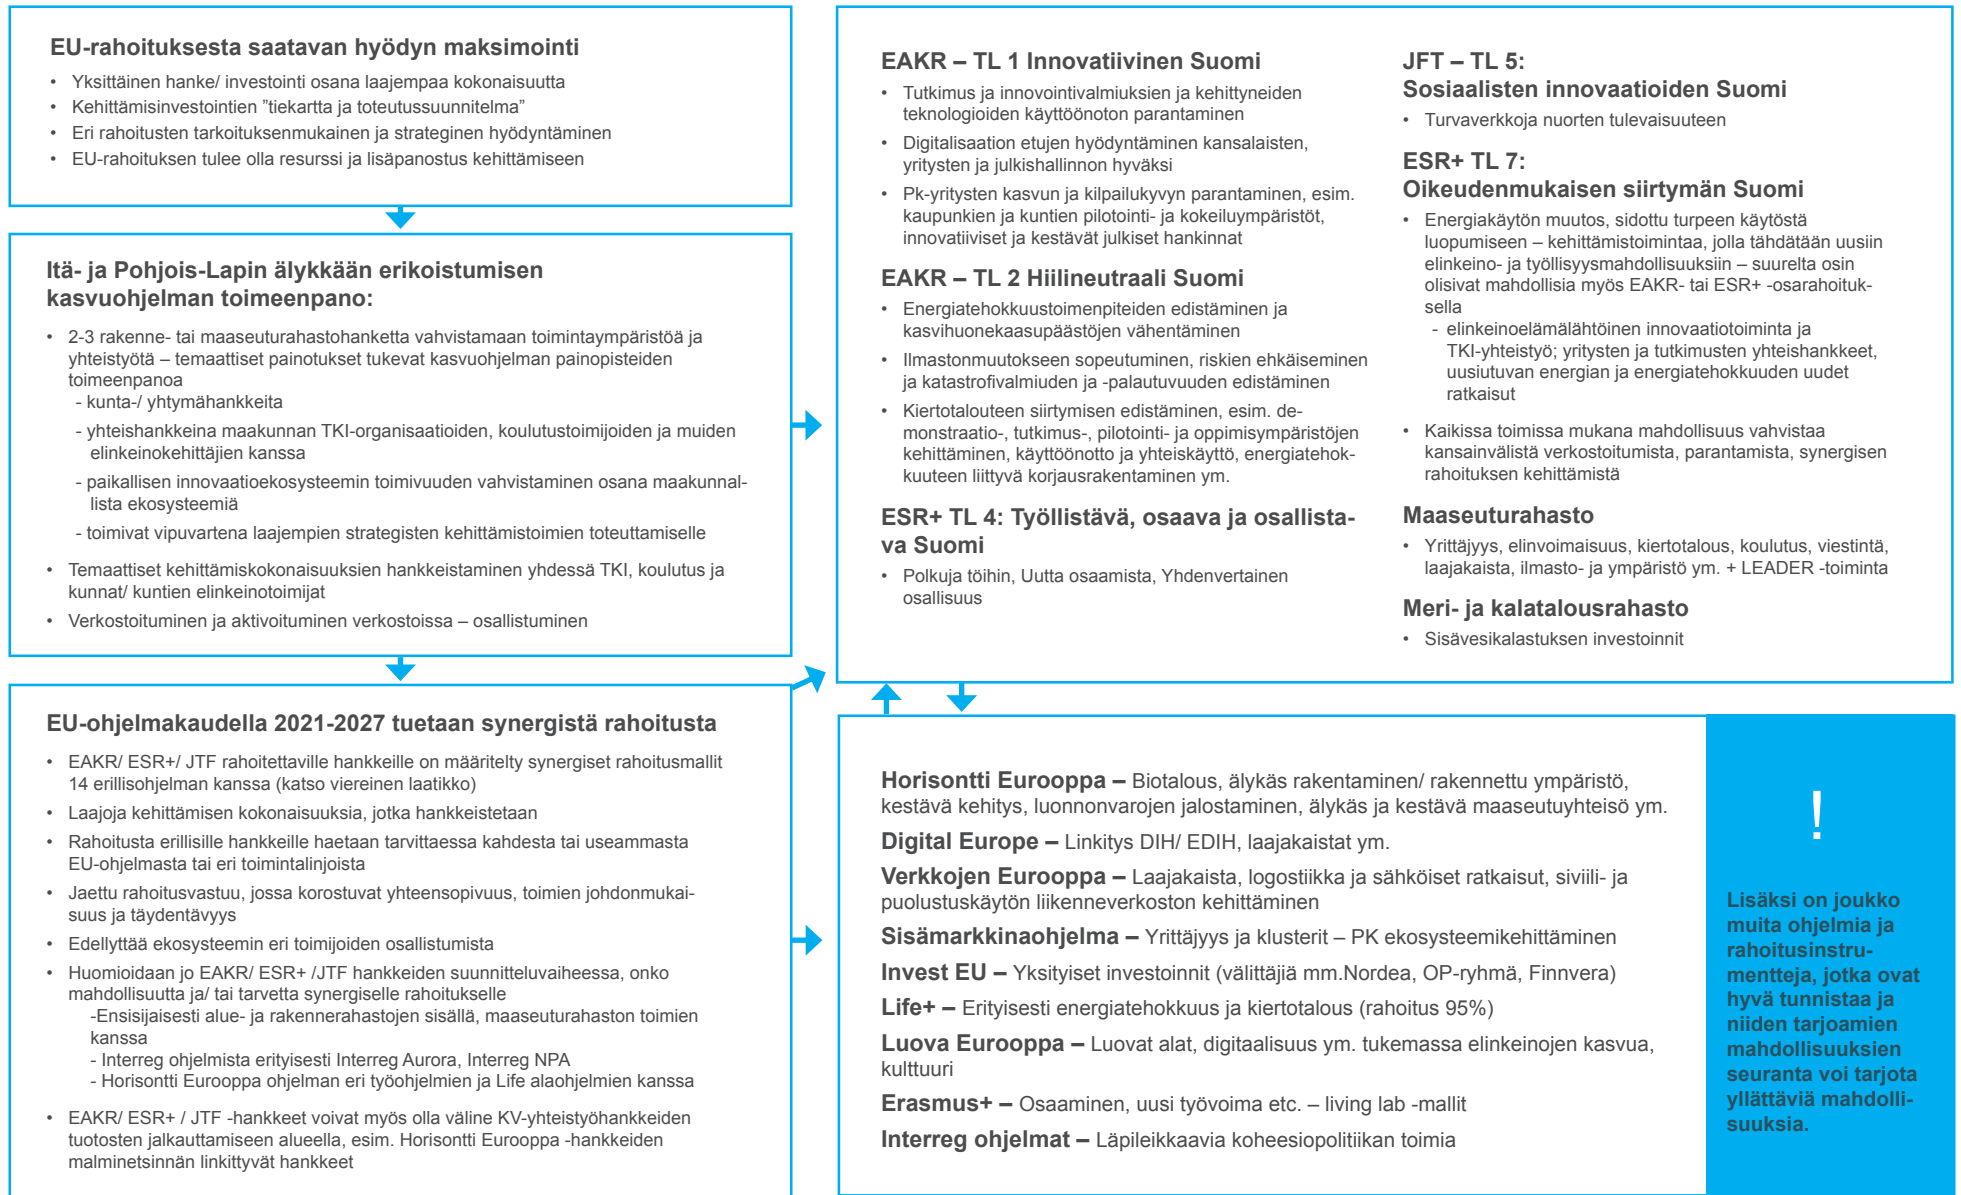 EU-rahoituksesta saatavan hyödyn maksimointi
• Yksittäinen hanke/ investointi osana laajempaa kokonaisuutta
• Kehittämisinvestointien ”tiekartta ja toteutussuunnitelma”
• Eri rahoitusten tarkoituksenmukainen ja strateginen hyödyntäminen
• EU-rahoituksen tulee olla resurssi ja lisäpanostus kehittämiseen
Itä- ja Pohjois-Lapin älykkään erikoistumisen
kasvuohjelman toimeenpano:
• 2-3 rakenne- tai maaseuturahastohanketta vahvistamaan toimintaympäristöä ja
yhteistyötä – temaattiset painotukset tukevat kasvuohjelman painopisteiden
toimeenpanoa
- kunta-/ yhtymähankkeita
- yhteishankkeina maakunnan TKI-organisaatioiden, koulutustoimijoiden ja muiden
elinkeinokehittäjien kanssa
- paikallisen innovaatioekosysteemin toimivuuden vahvistaminen osana maakunnal-
lista ekosysteemiä
- toimivat vipuvartena laajempien strategisten kehittämistoimien toteuttamiselle
• Temaattiset kehittämiskokonaisuuksien hankkeistaminen yhdessä TKI, koulutus ja
kunnat/ kuntien elinkeinotoimijat
• Verkostoituminen ja aktivoituminen verkostoissa – osallistuminen
EU-ohjelmakaudella 2021-2027 tuetaan synergistä rahoitusta
• EAKR/ ESR+/ JTF rahoitettaville hankkeille on määritelty synergiset rahoitusmallit
14 erillisohjelman kanssa (katso viereinen laatikko)
• Laajoja kehittämisen kokonaisuuksia, jotka hankkeistetaan
• Rahoitusta erillisille hankkeille haetaan tarvittaessa kahdesta tai useammasta
EU-ohjelmasta tai eri toimintalinjoista
• Jaettu rahoitusvastuu, jossa korostuvat yhteensopivuus, toimien johdonmukai-
suus ja täydentävyys
• Edellyttää ekosysteemin eri toimijoiden osallistumista
• Huomioidaan jo EAKR/ ESR+ /JTF hankkeiden suunnitteluvaiheessa, onko
mahdollisuutta ja/ tai tarvetta synergiselle rahoitukselle
-Ensisijaisesti alue- ja rakennerahastojen sisällä, maaseuturahaston toimien
kanssa
- Interreg ohjelmista erityisesti Interreg Aurora, Interreg NPA
- Horisontti Eurooppa ohjelman eri työohjelmien ja Life alaohjelmien kanssa
• EAKR/ ESR+ / JTF -hankkeet voivat myös olla väline KV-yhteistyöhankkeiden
tuotosten jalkauttamiseen alueella, esim. Horisontti Eurooppa -hankkeiden
malminetsinnän linkittyvät hankkeet
EAKR – TL 1 Innovatiivinen Suomi
• Tutkimus ja innovointivalmiuksien ja kehittyneiden
teknologioiden käyttöönoton parantaminen
• Digitalisaation etujen hyödyntäminen kansalaisten,
yritysten ja julkishallinnon hyväksi
• Pk-yritysten kasvun ja kilpailukyvyn parantaminen, esim.
kaupunkien ja kuntien pilotointi- ja kokeiluympäristöt,
innovatiiviset ja kestävät julkiset hankinnat
EAKR – TL 2 Hiilineutraali Suomi
• Energiatehokkuustoimenpiteiden edistäminen ja
kasvihuonekaasupäästöjen vähentäminen
• Ilmastonmuutokseen sopeutuminen, riskien ehkäiseminen
ja katastrofivalmiuden ja -palautuvuuden edistäminen
• Kiertotalouteen siirtymisen edistäminen, esim. de-
monstraatio-, tutkimus-, pilotointi- ja oppimisympäristöjen
kehittäminen, käyttöönotto ja yhteiskäyttö, energiatehok-
kuuteen liittyvä korjausrakentaminen ym.
ESR+ TL 4: Työllistävä, osaava ja osallista-
va Suomi
• Polkuja töihin, Uutta osaamista, Yhdenvertainen
osallisuus
JFT – TL 5:
Sosiaalisten innovaatioiden Suomi
• Turvaverkkoja nuorten tulevaisuuteen
ESR+ TL 7:
Oikeudenmukaisen siirtymän Suomi
• Energiakäytön muutos, sidottu turpeen käytöstä
luopumiseen – kehittämistoimintaa, jolla tähdätään uusiin
elinkeino- ja työllisyysmahdollisuuksiin – suurelta osin
olisivat mahdollisia myös EAKR- tai ESR+ -osarahoituk-
sella
- elinkeinoelämälähtöinen innovaatiotoiminta ja
TKI-yhteistyö; yritysten ja tutkimusten yhteishankkeet,
uusiutuvan energian ja energiatehokkuuden uudet
ratkaisut
• Kaikissa toimissa mukana mahdollisuus vahvistaa
kansainvälistä verkostoitumista, parantamista, synergisen
rahoituksen kehittämistä
Maaseuturahasto
• Yrittäjyys, elinvoimaisuus, kiertotalous, koulutus, viestintä,
laajakaista, ilmasto- ja ympäristö ym. + LEADER -toiminta
Meri- ja kalatalousrahasto
• Sisävesikalastuksen investoinnit
Horisontti Eurooppa – Biotalous, älykäs rakentaminen/ rakennettu ympäristö,
kestävä kehitys, luonnonvarojen jalostaminen, älykäs ja kestävä maaseutuyhteisö ym.
Digital Europe – Linkitys DIH/ EDIH, laajakaistat ym.
Verkkojen Eurooppa – Laajakaista, logostiikka ja sähköiset ratkaisut, siviili- ja
puolustuskäytön liikenneverkoston kehittäminen
Sisämarkkinaohjelma – Yrittäjyys ja klusterit – PK ekosysteemikehittäminen
Invest EU – Yksityiset investoinnit (välittäjiä mm.Nordea, OP-ryhmä, Finnvera)
Life+ – Erityisesti energiatehokkuus ja kiertotalous (rahoitus 95%)
Luova Eurooppa – Luovat alat, digitaalisuus ym. tukemassa elinkeinojen kasvua,
kulttuuri
Erasmus+ – Osaaminen, uusi työvoima etc. – living lab -mallit
Interreg ohjelmat – Läpileikkaavia koheesiopolitiikan toimia
!
Lisäksi on joukko
muita ohjelmia ja
rahoitusinstru-
mentteja, jotka ovat
hyvä tunnistaa ja
niiden tarjoamien
mahdollisuuksien
seuranta voi tarjota
yllättäviä mahdolli-
suuksia.